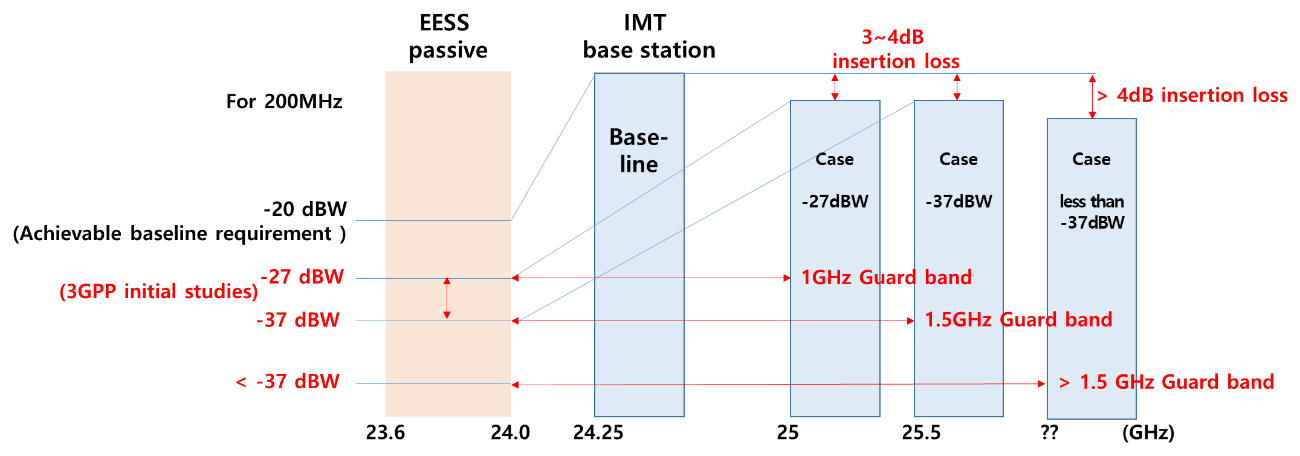 EESS
passive
IMT
base station
3~4dB
insertion loss
For 200MHz
> 4dB insertion loss
Base-
line
Case
-27dBW
Case
-37dBW
Case
less than
-37dBW
-20 dBW
(Achievable baseline requirement )
-27 dBW
(3GPP initial studies)
1GHz Guard band
-37 dBW
1.5GHz Guard band
< -37 dBW
> 1.5 GHz Guard band
23.6
24.0
24.25
25
25.5
??
(GHz)